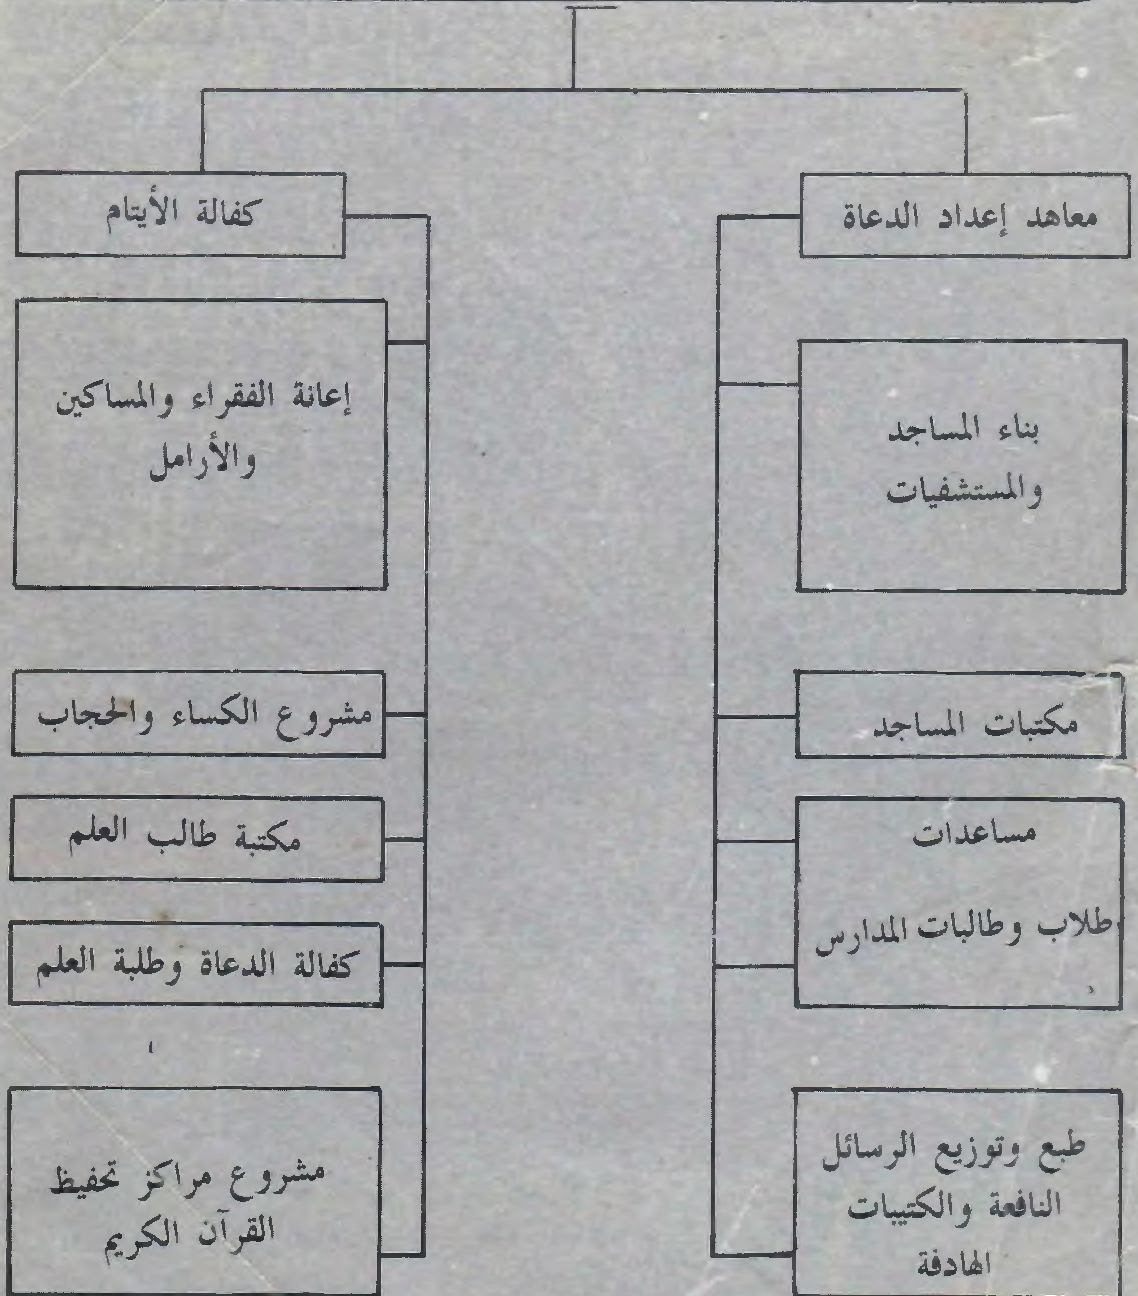 معاهد إعداد الدعاة
بناء المساجد
والمستشفيات
مكتبات المساجد
مساعدات
طلاب وطالبات المدارس
طبع وتوزيع الرسائل
النافعة والكتيبات
الهادفة
كفالة الأيتام
إعانة الفقراء والمساكين
والأرامل
مشروع الكساء والحجاب
مكتبة طالب العلم
كفالة الدعاة وطلبة العلم
مشروع مراكز تحفيظ
القرآن الكريم